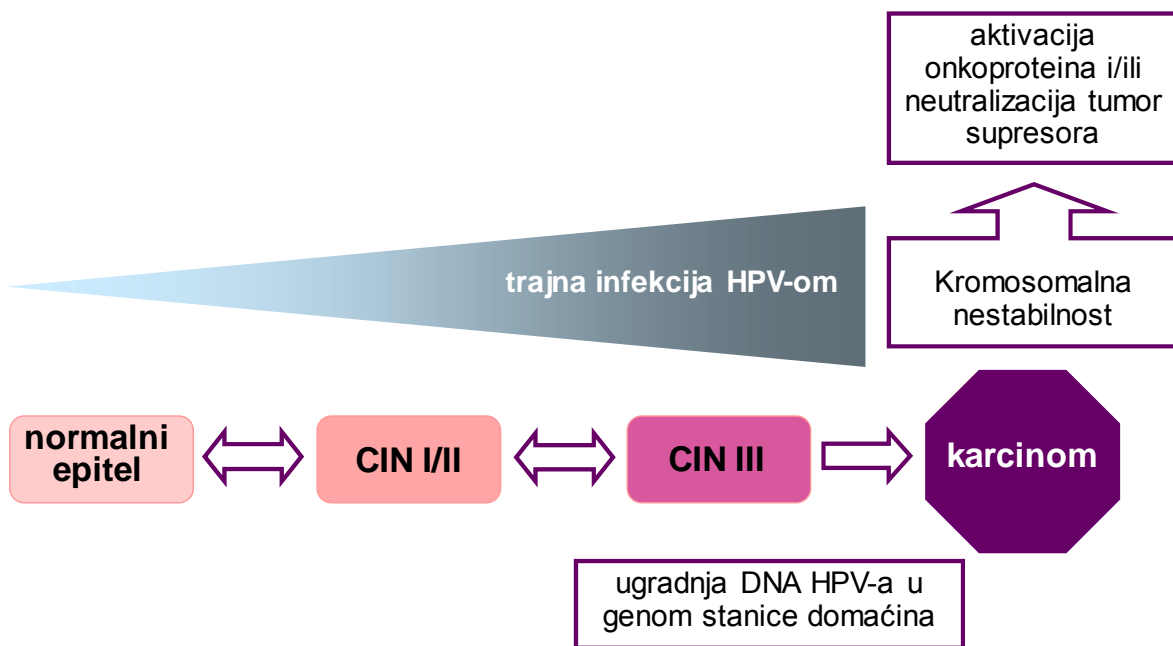 aktivacija
onkoproteina i/ili
neutralizacija tumor
supresora
trajna infekcija HPV-om
Kromosomalna
nestabilnost
normalni
epitel
CIN I/II
CIN III
karcinom
ugradnja DNA HPV-a u
genom stanice domaćina